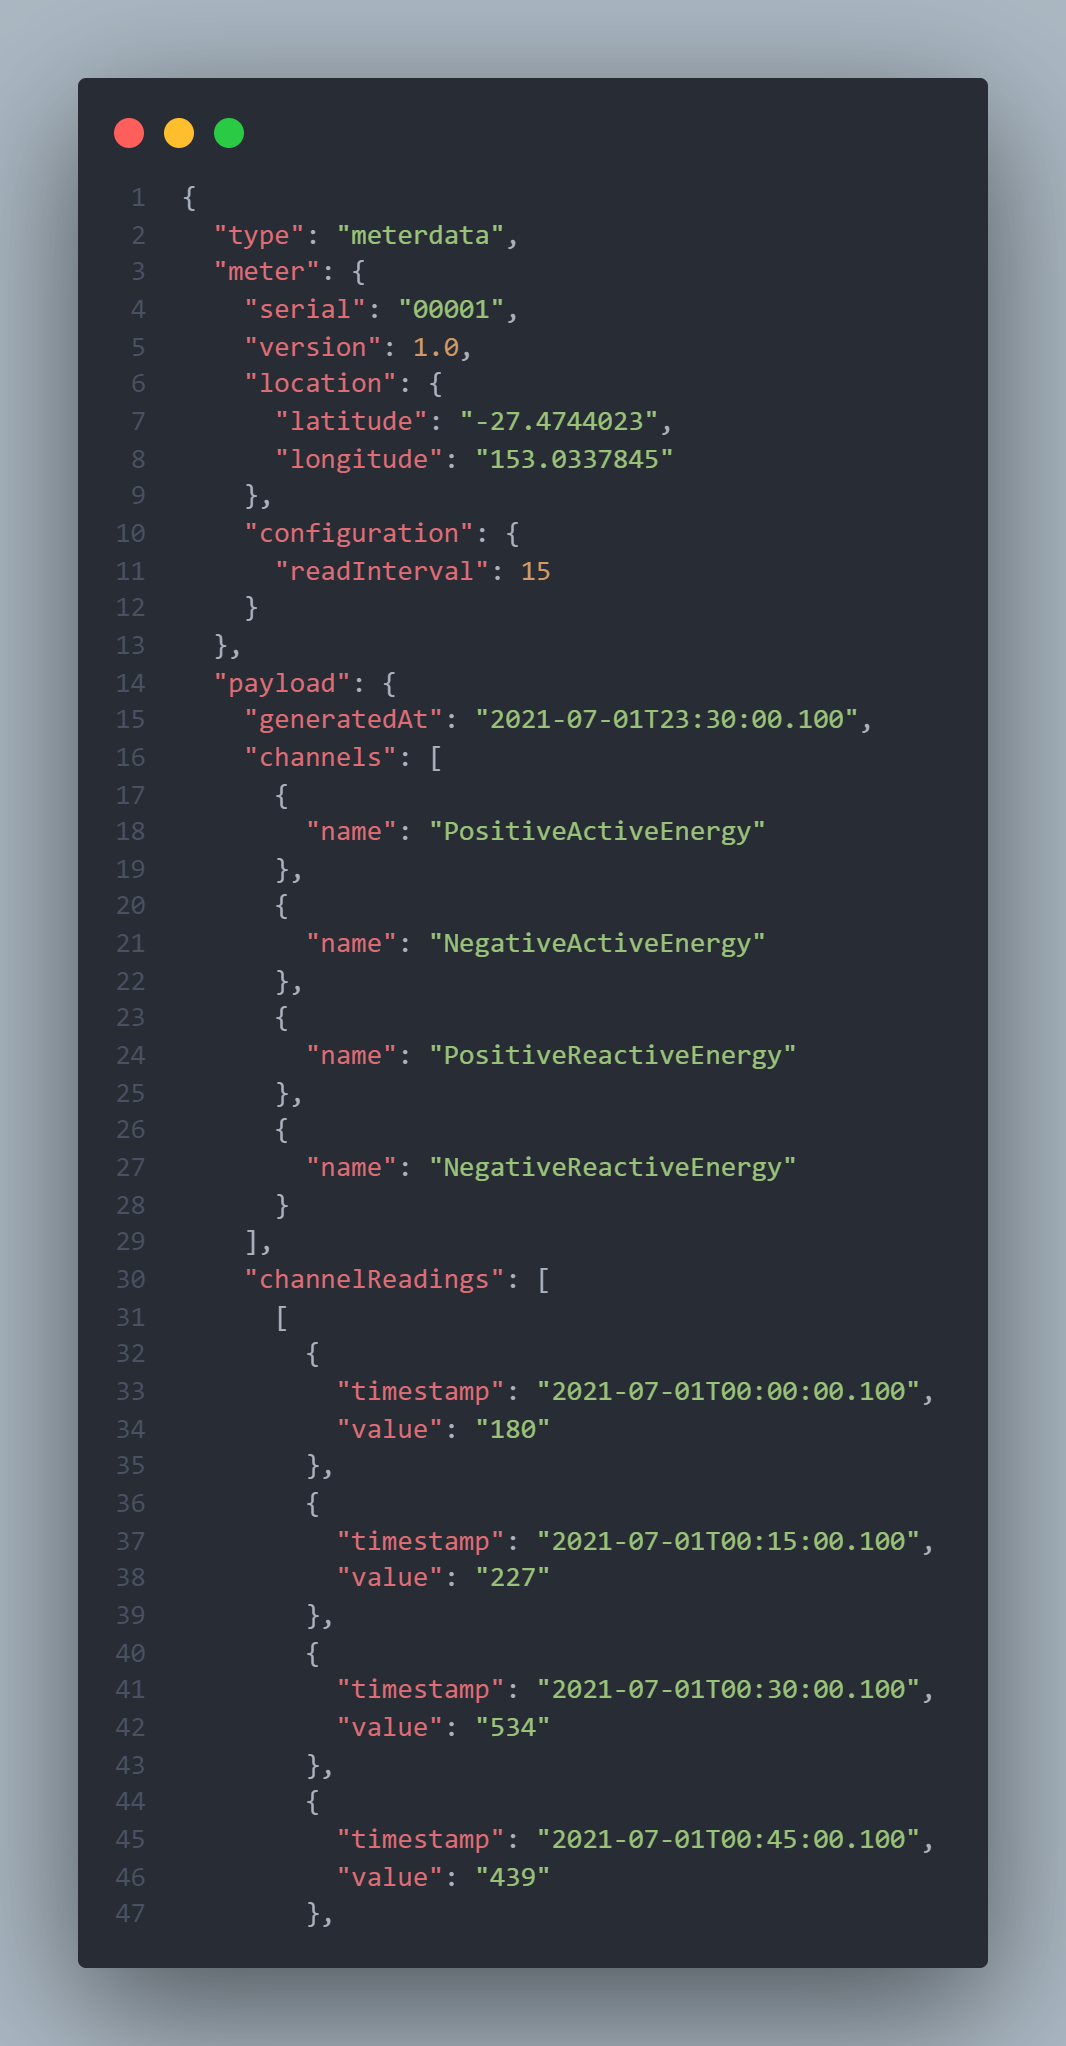 1 {
2   "type": "meterdata",
3   "meter": {
4     "serial": "00001",
5     "version": 1.0,
6     "location": {
7       "latitude": "-27.4744023",
8       "longitude": "153.0337845"
9     },
10     "configuration": {
11       "readInterval": 15
12     }
13   },
14   "payload": {
15     "generatedAt": "2021-07-01T23:30:00.100",
16     "channels": [
17       {
18         "name": "PositiveActiveEnergy"
19       },
20       {
21         "name": "NegativeActiveEnergy"
22       },
23       {
24         "name": "PositiveReactiveEnergy"
25       },
26       {
27         "name": "NegativeReactiveEnergy"
28       }
29     ],
30     "channelReadings": [
31       [
32         {
33           "timestamp": "2021-07-01T00:00:00.100",
34           "value": "180"
35         },
36         {
37           "timestamp": "2021-07-01T00:15:00.100",
38           "value": "227"
39         },
40         {
41           "timestamp": "2021-07-01T00:30:00.100",
42           "value": "534"
43         },
44         {
45           "timestamp": "2021-07-01T00:45:00.100",
46           "value": "439"
47         },